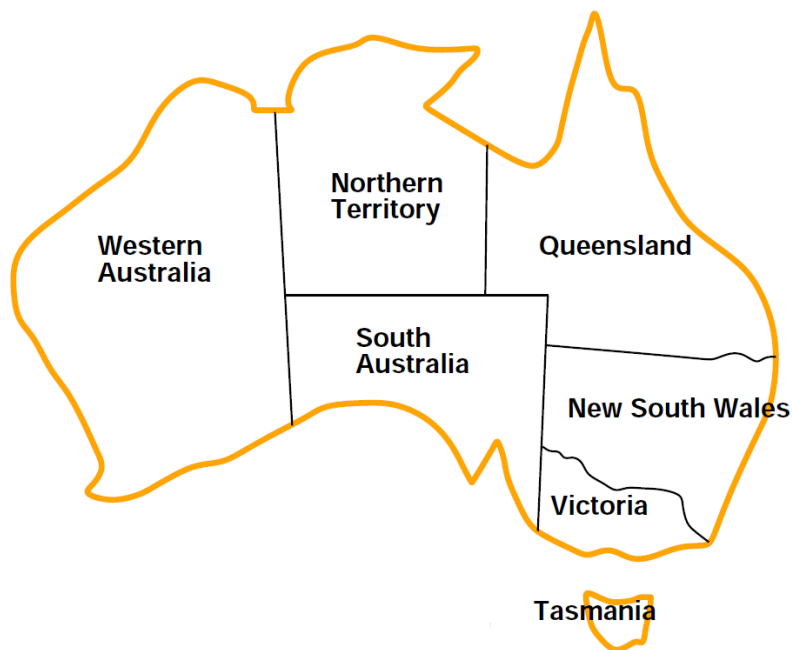 Northern
Territory
Western
Australia
Queensland
South
Australia
New South Wales
Victoria
Tasmania